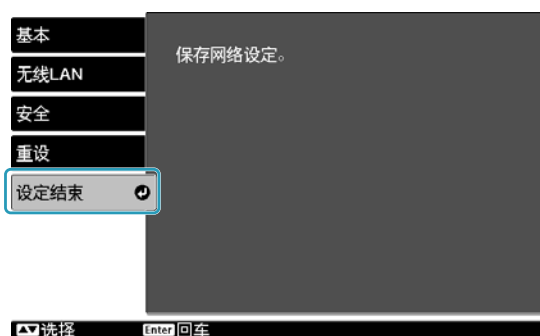 基本
无线LAN
安全
重设
设定结束
保存网络设定。
选择 Enter 回车